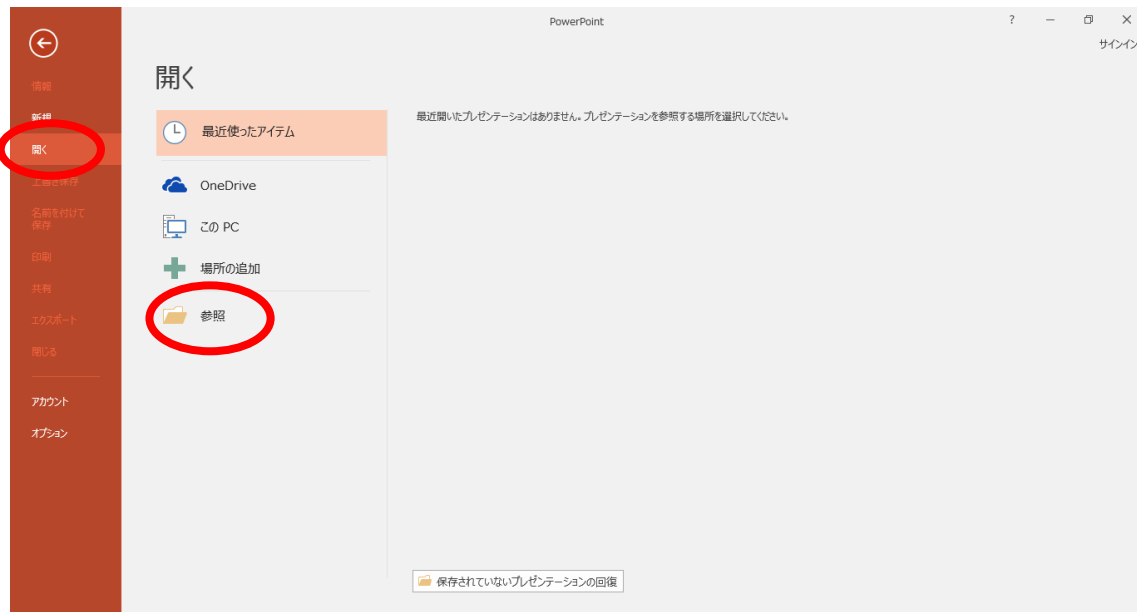 PowerPoint
?
サインイン
情報
新規
開く
上書き保存
名前を付けて
保存
印刷
共有
エクスポート
閉じる
アカウント
オプション
開く
最近使ったアイテム
OneDrive
この PC
場所の追加
参照
最近開いたプレゼンテーションはありません。プレゼンテーションを参照する場所を選択してください。
保存されていないプレゼンテーションの回復